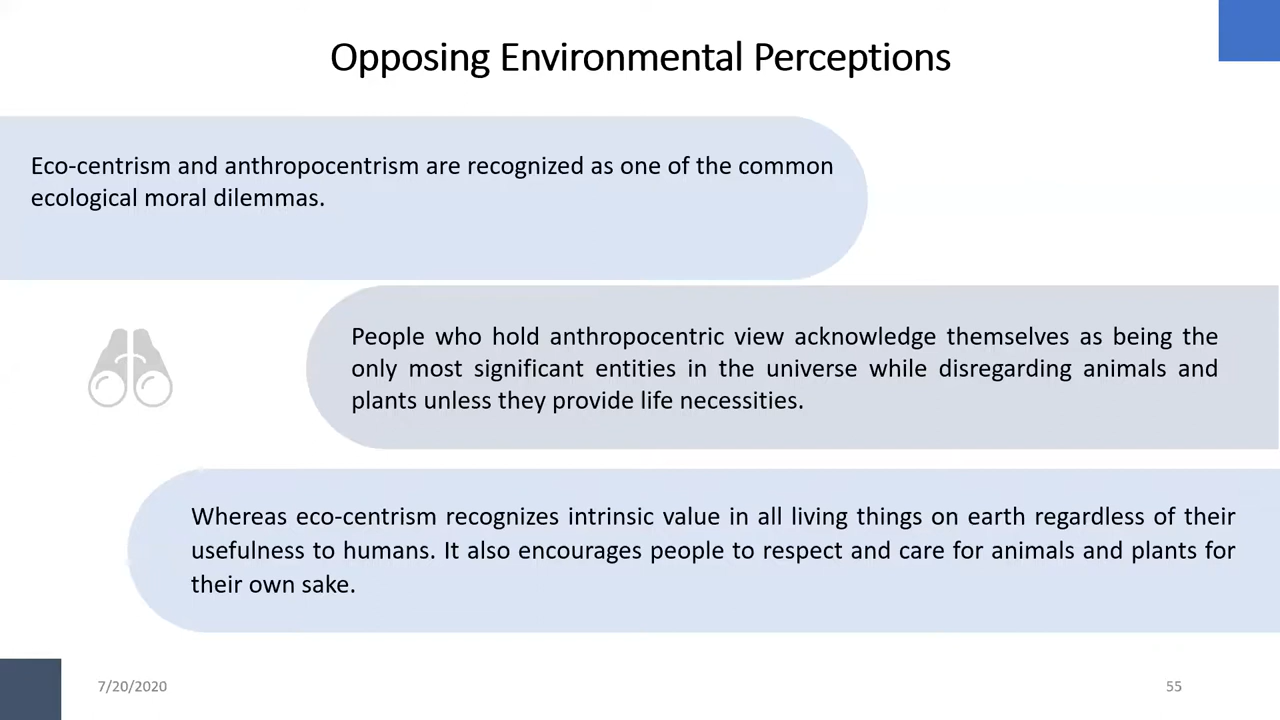 Opposing Environmental Perceptions
Eco-centrism and anthropocentrism are recognized as one of the common
ecological moral dilemmas.
People who hold anthropocentric view acknowledge themselves as being the
only most significant entities in the universe while disregarding animals and
plants unless they provide life necessities.
Whereas eco-centrism recognizes intrinsic value in all living things on earth regardless of their
usefulness to humans. It also encourages people to respect and care for animals and plants for
their own sake.
7/20/2020
55